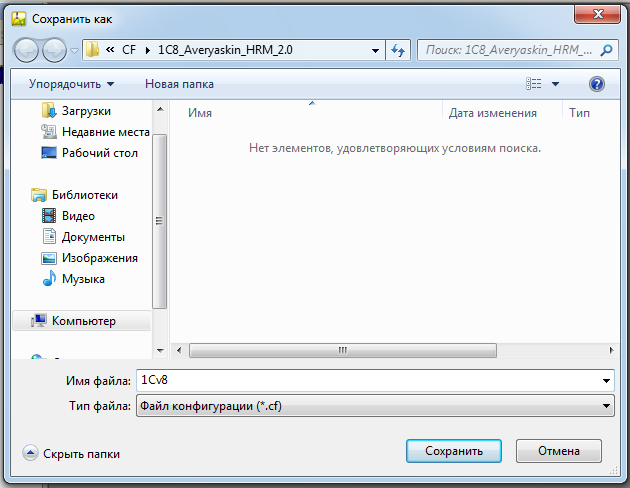 Сохранить как
« CF 1C8_Averyaskin_HRM_2.0
Поиск: 1C8_Averyaskin_HRM_...
Упорядочить Новая папка
Загрузки
Недавние места
Рабочий стол
Библиотеки
Видео
Документы
Изображения
Музыка
Компьютер
Имя Дата изменения Тип
Нет элементов, удовлетворяющих условиям поиска.
Имя файла: 1Cv8
Тип файла: Файл конфигурации (*.cf)
Скрыть папки Сохранить Отмена